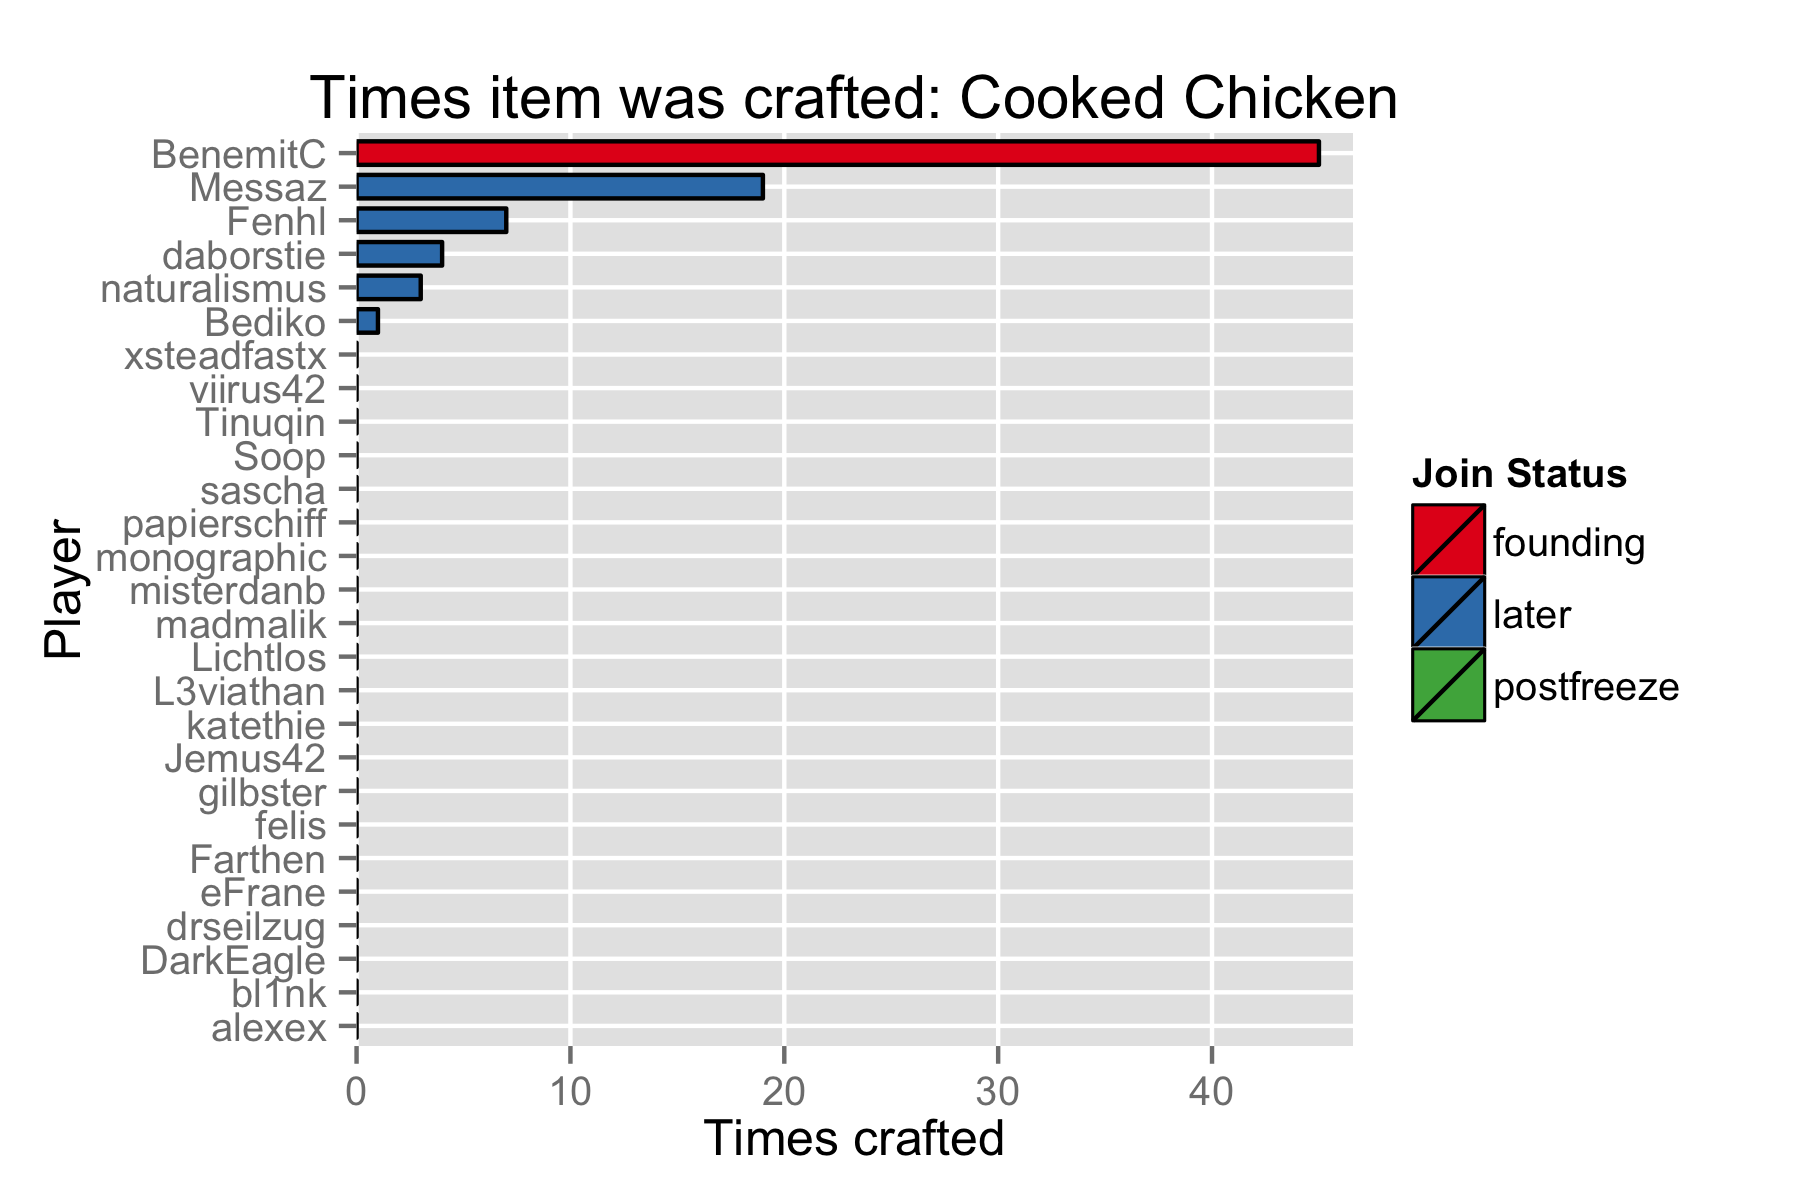 Times item was crafted: Cooked Chicken
BenemitC
Messaz
Fenhl
daborstie
naturalismus
Bediko
xsteadfastx
viirus42
Tinuqin
Soop
sascha
papierschiff
monographic
misterdanb
madmalik
Lichtlos
L3viathan
katethie
Jemus42
gilbster
felis
Farthen
eFrane
drseilzug
DarkEagle
bl1nk
alexex
Player
0 10 20 30 40
Times crafted
Join Status
founding
later
postfreeze